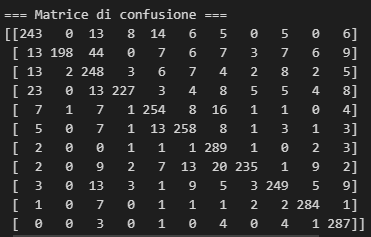 === Matrice di confusione ===
[[243   0  13   8  14   6   5   0   5   0   6]
 [ 13 198  44   0   7   6   7   3   7   6   9]
 [ 13   2 248   3   6   7   4   2   8   2   5]
 [ 23   0  13 227   3   4   8   5   5   4   8]
 [  7   1   7   1 254   8  16   1   1   0   4]
 [  5   0   7   1  13 258   8   1   3   1   3]
 [  2   0   0   1   1   1 289   1   0   2   3]
 [  2   0   9   2   7  13  20 235   1   9   2]
 [  3   0  13   3   1   9   5   3 249   5   9]
 [  1   0   7   0   1   1   1   2   2 284   1]
 [  0   0   3   0   1   0   4   0   4   1 287]]